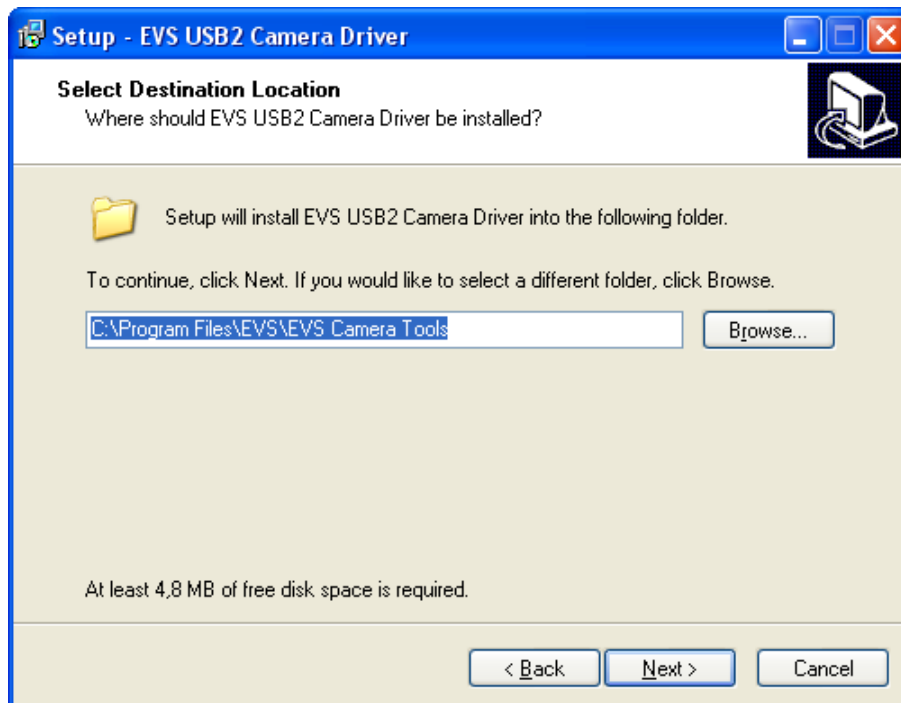 Setup - EVS USB2 Camera Driver
Select Destination Location
Where should EVS USB2 Camera Driver be installed?
Setup will install EVS USB2 Camera Driver into the following folder.
To continue, click Next. If you would like to select a different folder, click Browse.
C:\Program Files\EVS\EVS Camera Tools
Browse...
At least 4,8 MB of free disk space is required.
< Back
Next >
Cancel